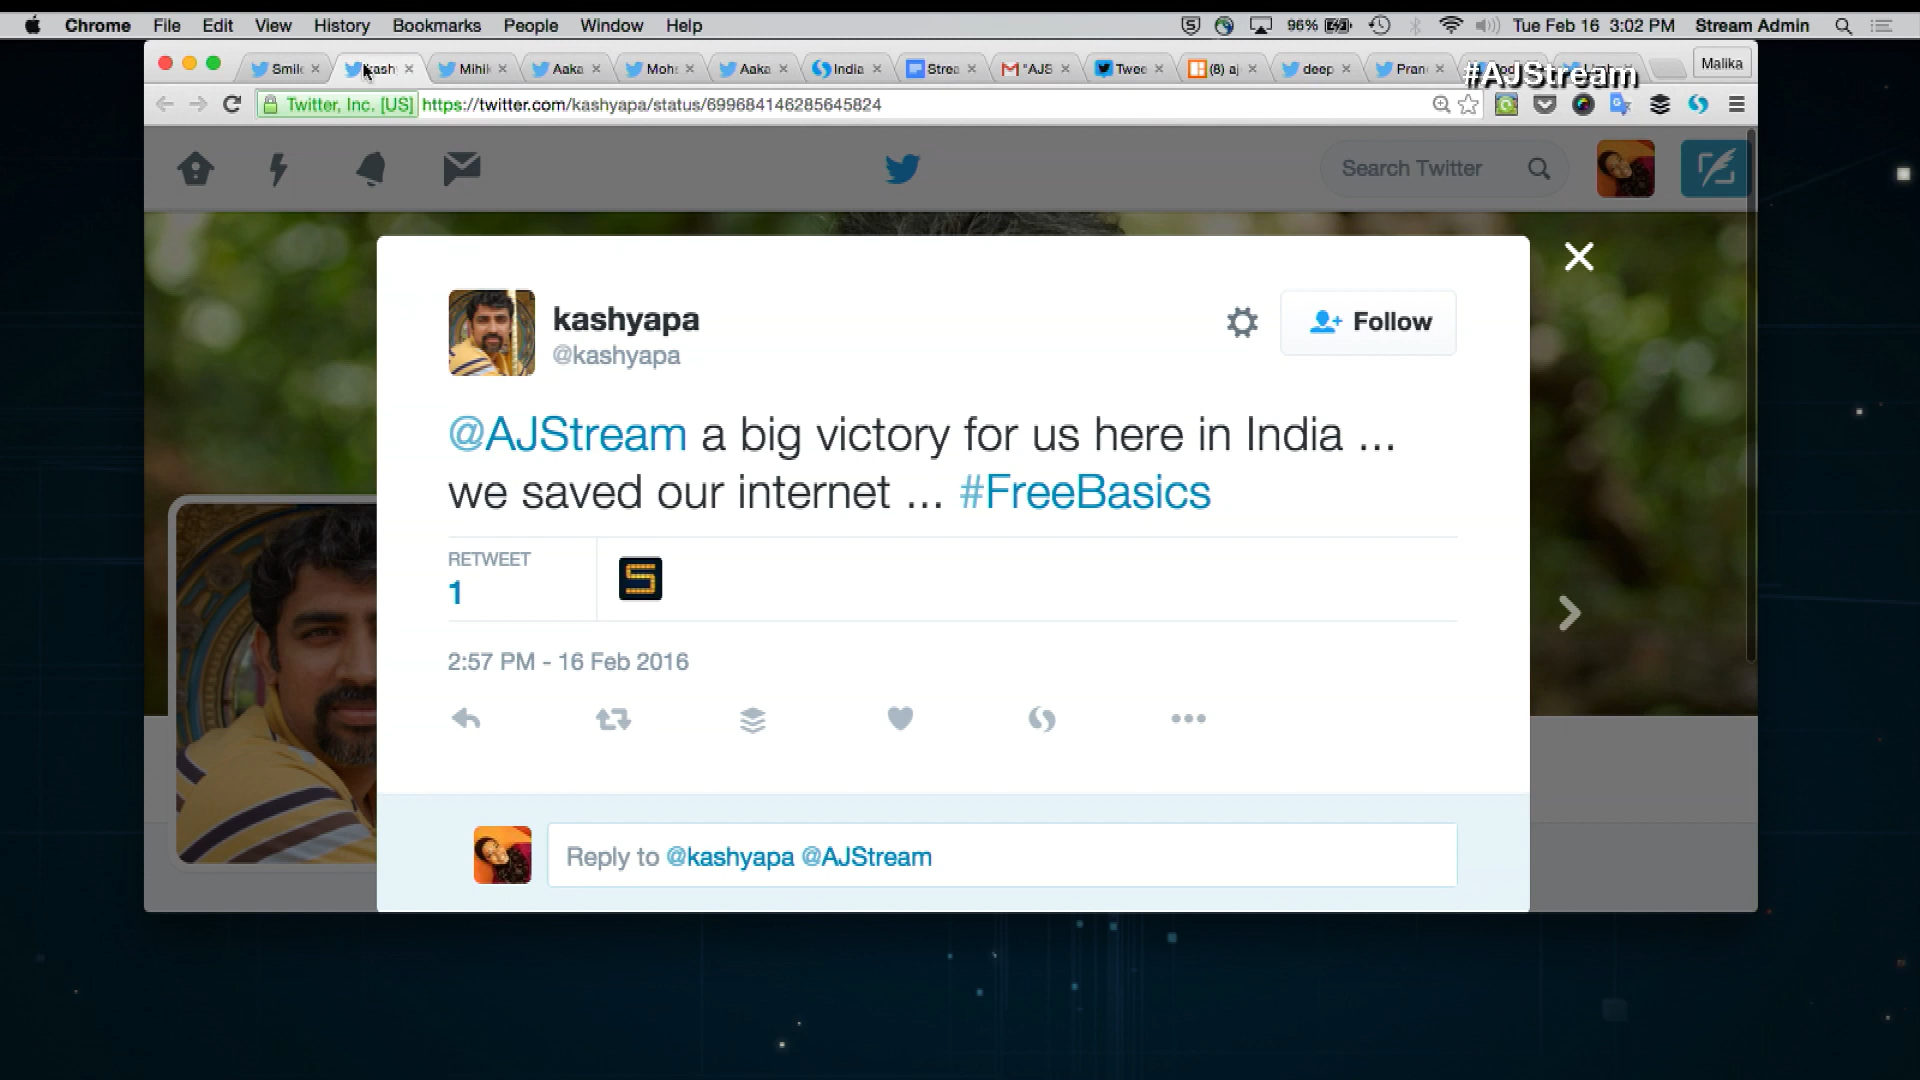 Chrome File Edit View History Bookmarks People Window Help 96% Tue Feb 16 3:02 PM Stream Admin
Smile Kash Mihik Aaka Moh Aaka India Strea "AJS Twee (8) aj deep Pran Malika
#AJStream
Twitter, Inc. [US] https://twitter.com/kashyapa/status/699684146285645824
Search Twitter
kashyapa
@kashyapa
Follow
@AJStream a big victory for us here in India ...
we saved our internet ... #FreeBasics
RETWEET
1
S
2:57 PM - 16 Feb 2016
Reply to @kashyapa @AJStream